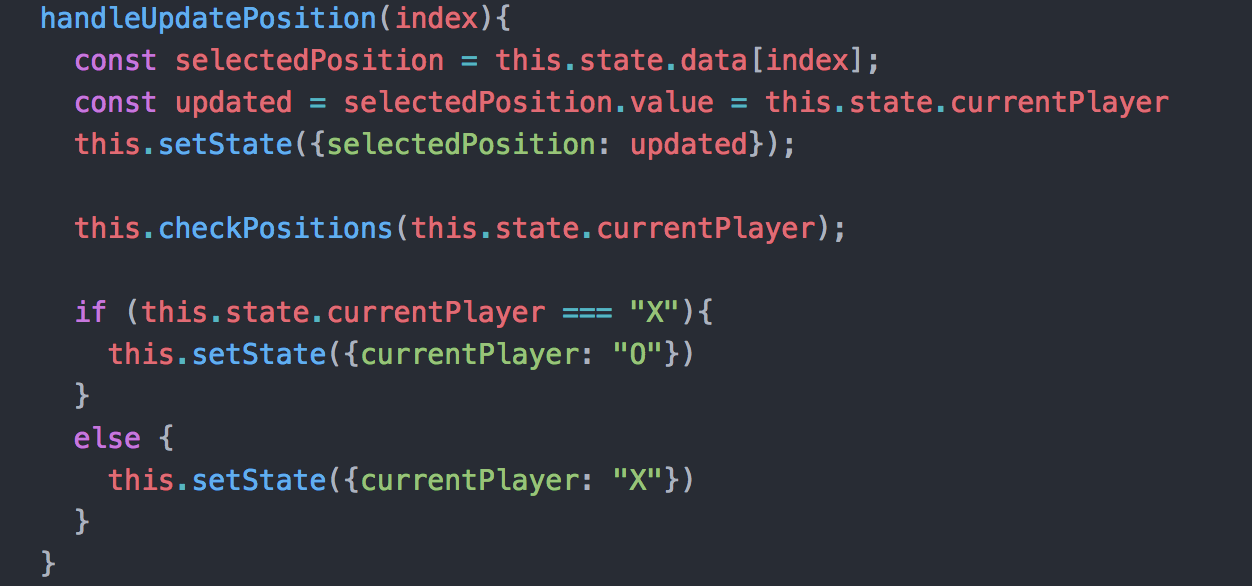 handleUpdatePosition(index){
const selectedPosition = this.state.data[index];
const updated = selectedPosition.value = this.state.currentPlayer
this.setState({selectedPosition: updated});
this.checkPositions(this.state.currentPlayer);
if (this.state.currentPlayer === "X"){
this.setState({currentPlayer: "O"})
}
else {
this.setState({currentPlayer: "X"})
}
}